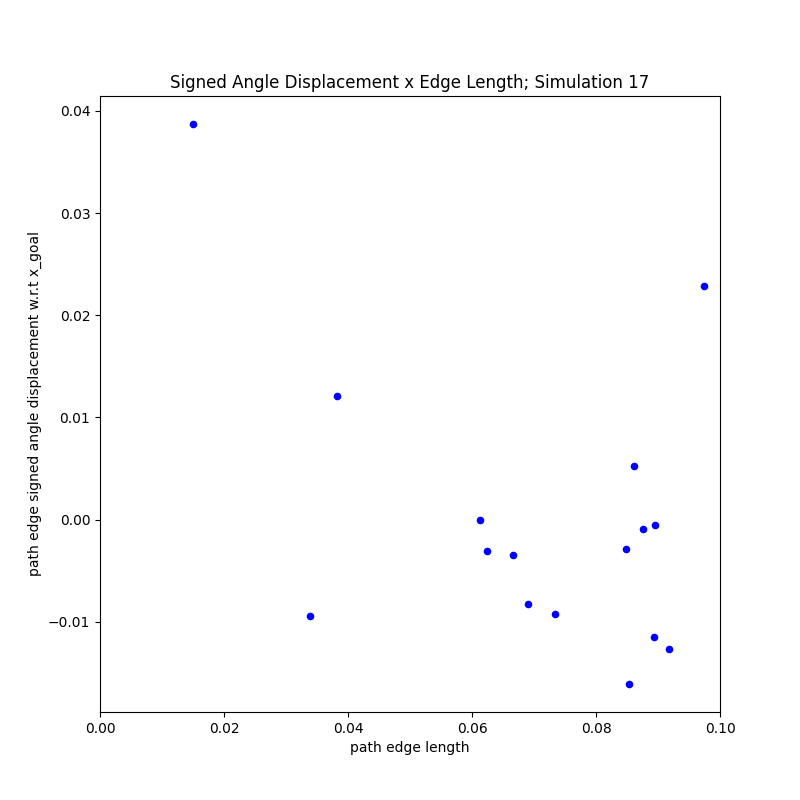 Signed Angle Displacement x Edge Length; Simulation 17
0.04
0.03
0.02
0.01
0.00
−0.01
path edge signed angle displacement w.r.t x_goal
0.00 0.02 0.04 0.06 0.08 0.10
path edge length